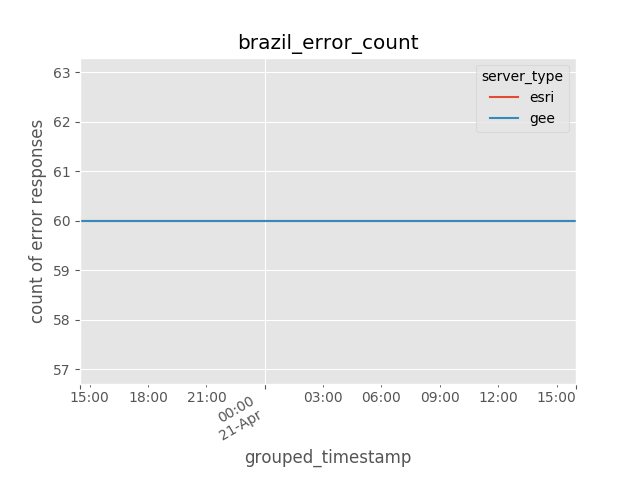 brazil_error_count
server_type
esri
gee
count of error responses
63
62
61
60
59
58
57
15:00
18:00
21:00
00:00
21-Apr
03:00
06:00
09:00
12:00
15:00
grouped_timestamp